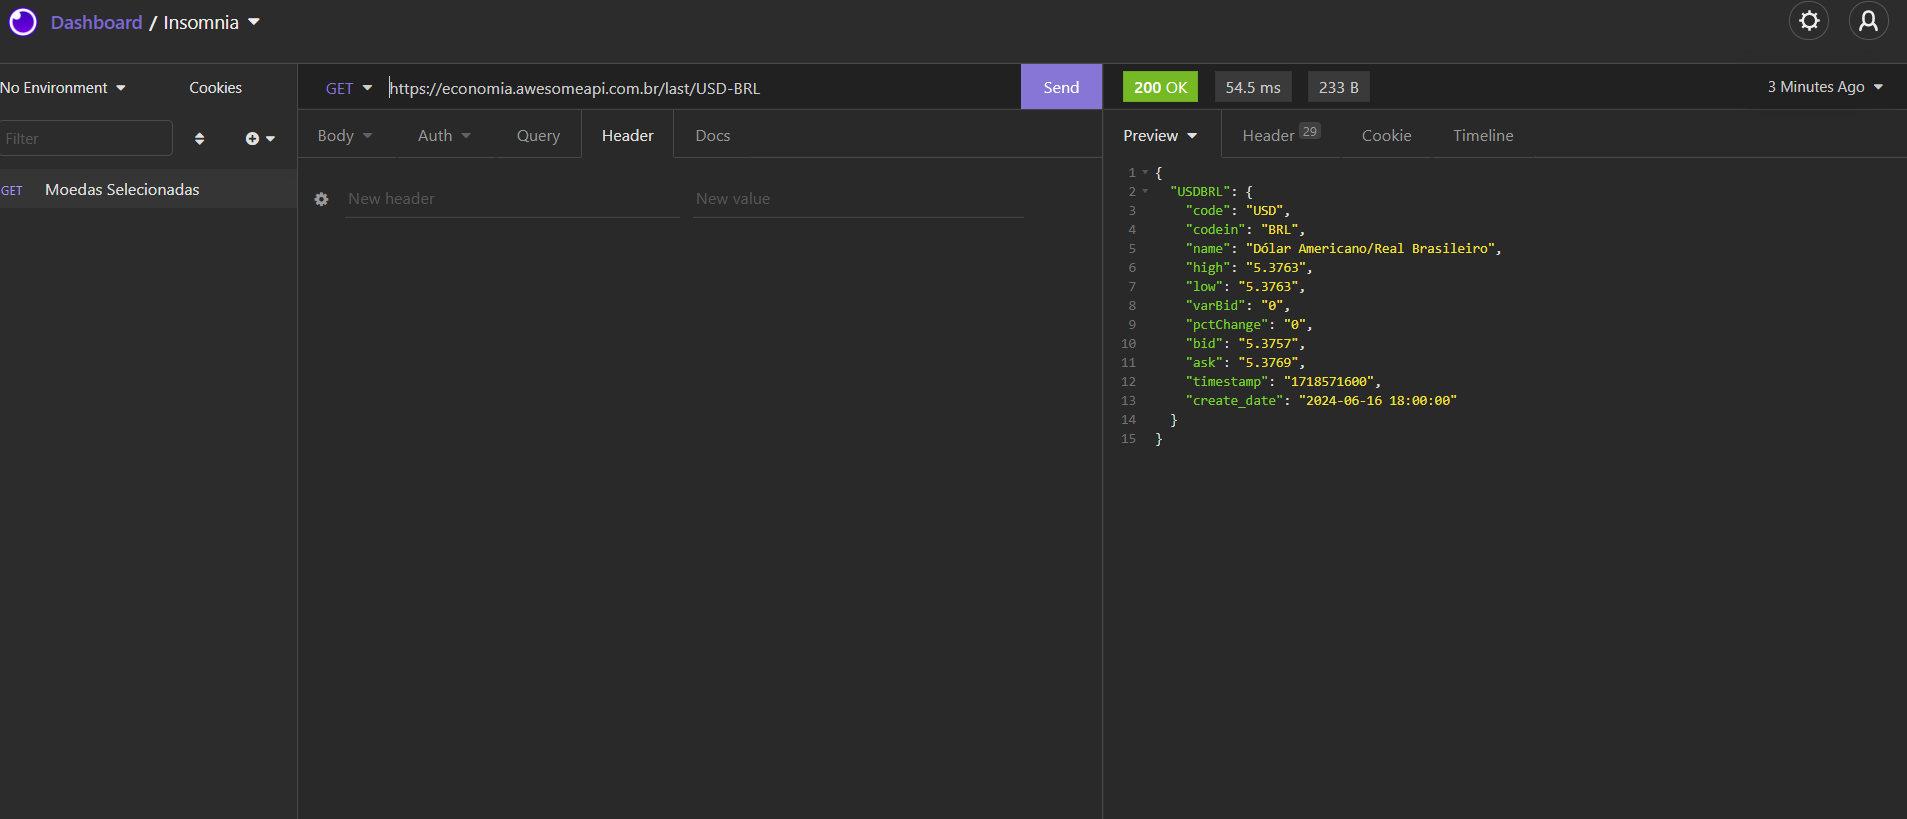 Dashboard / Insomnia
No Environment
Cookies
Filter
GET Moedas Selecionadas
GET https://economia.awesomeapi.com.br/last/USD-BRL Send
Body Auth Query Header Docs
New header New value
200 OK 54.5 ms 233 B 3 Minutes Ago
Preview Header 29 Cookie Timeline
1 {
2 "USDBRL": {
3 "code": "USD",
4 "codein": "BRL",
5 "name": "Dólar Americano/Real Brasileiro",
6 "high": "5.3763",
7 "low": "5.3763",
8 "varBid": "0",
9 "pctChange": "0",
10 "bid": "5.3757",
11 "ask": "5.3769",
12 "timestamp": "1718571600",
13 "create_date": "2024-06-16 18:00:00"
14 }
15 }